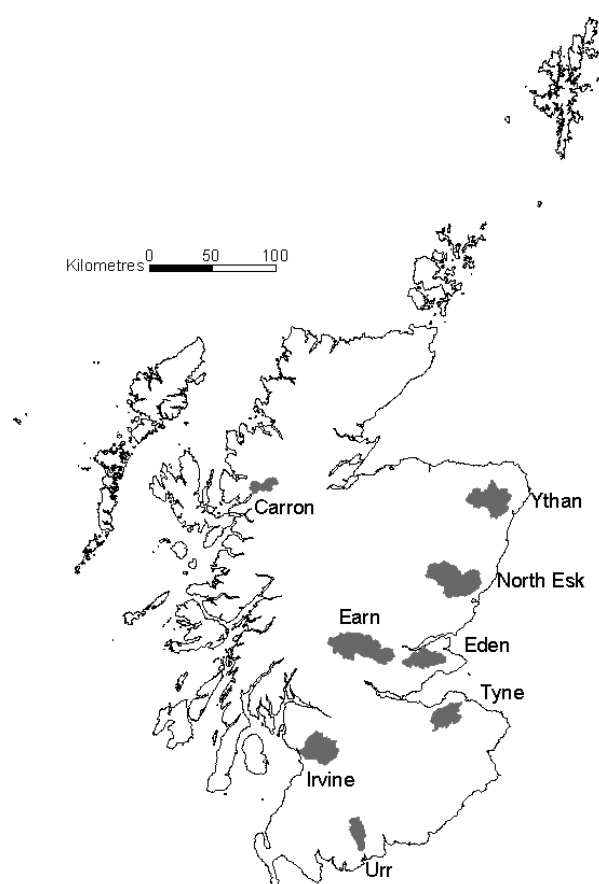 0 50 100
Kilometres
Carron
Ythan
North Esk
Earn
Eden
Tyne
Irvine
Urr